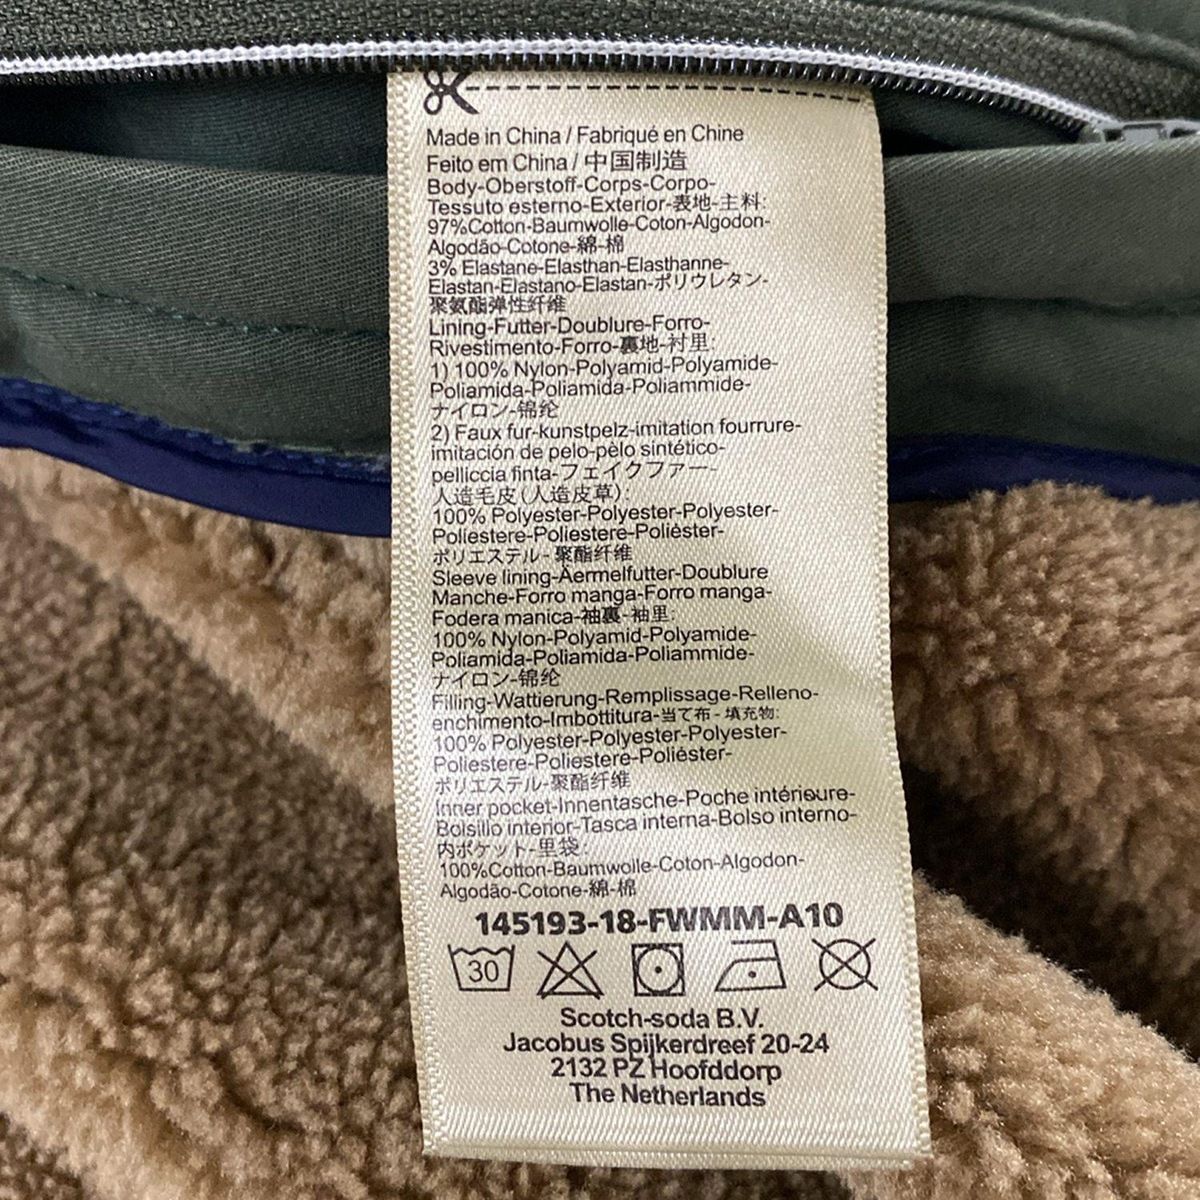 Made in China / Fabriqué en Chine
Feito em China / 中国制造
Body-Oberstoff-Corps-Corpo-
Tessuto esterno-Exterior-表地-主料:
97%Cotton-Baumwolle-Coton-Algodon-
Algodão-Cotone-綿-棉
3% Elastane-Elasthan-Elasthanne-
Elastan-Elastano-Elastan-ポリウレタン-
聚氨酯弹性纤维
Lining-Futter-Doublure-Forro-
Rivestimento-Forro-裏地-衬里:
1) 100% Nylon-Polyamid-Polyamide-
Poliamida-Poliamida-Poliammide-
ナイロン-锦纶
2) Faux fur-kunstpelz-imitation fourrure-
imitación de pelo-pêlo sintético-
pelliccia finta-フェイクファー-
人造毛皮(人造皮草):
100% Polyester-Polyester-Polyester-
Poliestere-Poliestere-Poliéster-
ポリエステル-聚酯纤维
Sleeve lining-Äermelfutter-Doublure
Manche-Forro manga-Forro manga-
Fodera manica-袖裏-袖里:
100% Nylon-Polyamid-Polyamide-
Poliamida-Poliamida-Poliammide-
ナイロン-锦纶
Filling-Wattierung-Remplissage-Relleno-
enchimento-Imbottitura-当て布-填充物:
100% Polyester-Polyester-Polyester-
Poliestere-Poliestere-Poliéster-
ポリエステル-聚酯纤维
Inner pocket-Innentasche-Poche intérieure-
Bolsillo interior-Tasca interna-Bolso interno-
内ポケット-里袋:
100%Cotton-Baumwolle-Coton-Algodon-
Algodão-Cotone-綿-棉
145193-18-FWMM-A10
30
Scotch-soda B.V.
Jacobus Spijkerdreef 20-24
2132 PZ Hoofddorp
The Netherlands